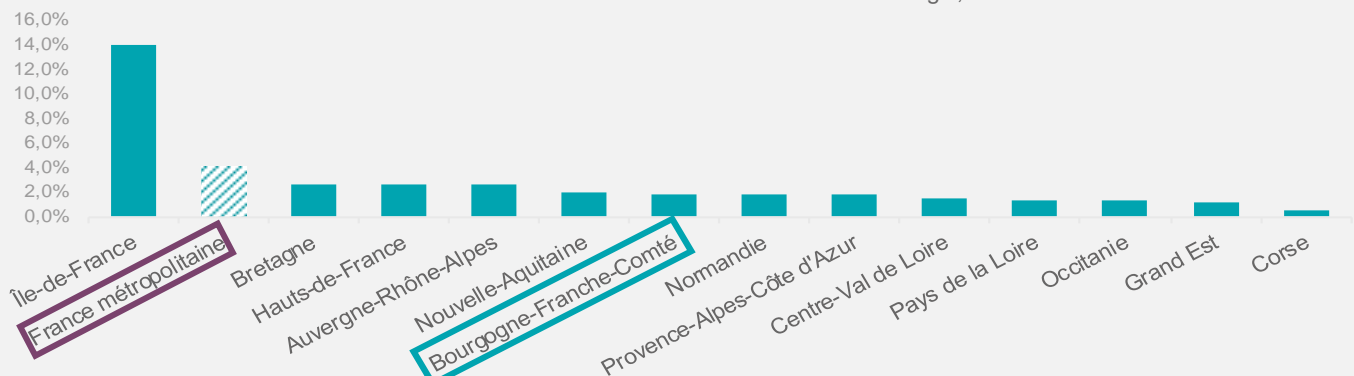 16,0%
14,0%
12,0%
10,0%
8,0%
6,0%
4,0%
2,0%
0,0%
Île-de-France
France métropolitaine
Bretagne
Hauts-de-France
Auvergne-Rhône-Alpes
Nouvelle-Aquitaine
Bourgogne-Franche-Comté
Normandie
Provence-Alpes-Côte d'Azur
Centre-Val de Loire
Pays de la Loire
Occitanie
Grand Est
Corse